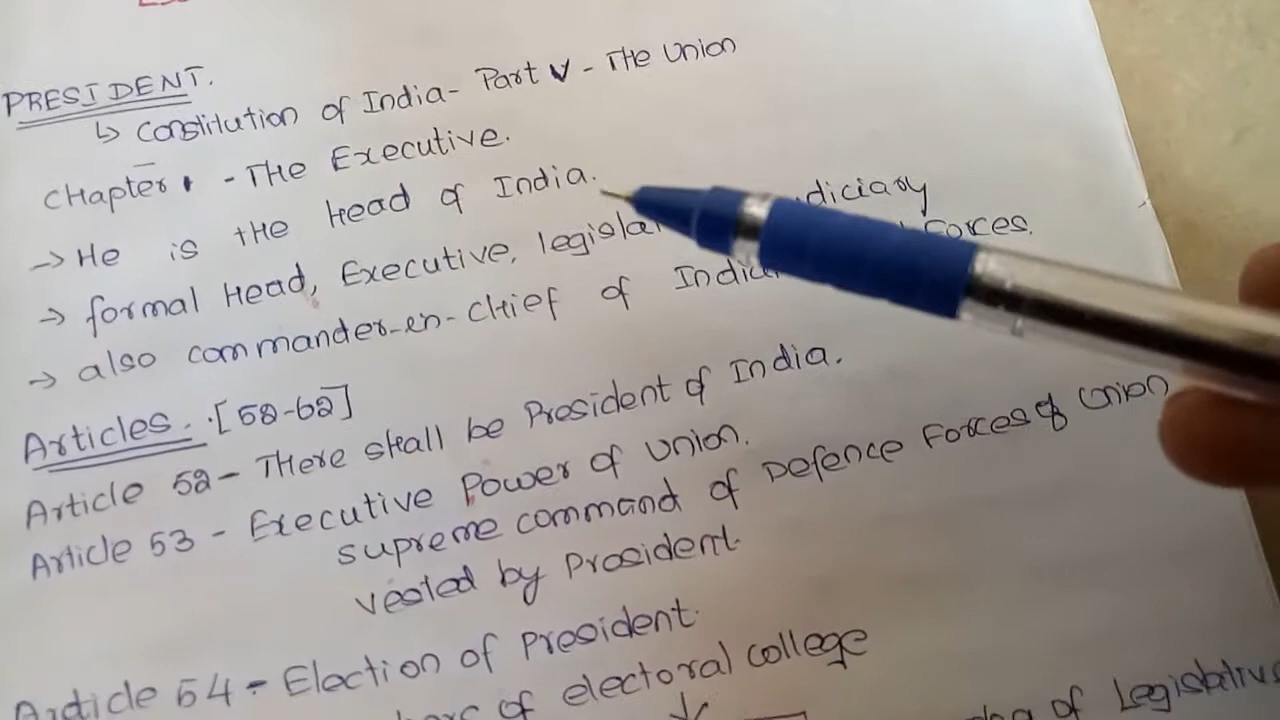 PRESIDENT.
↳ Constitution of India - Part V - The Union
Chapter I - The Executive.
→ He is the Head of India.
→ formal Head, Executive, legisla diciary
→ also commander-en-chief of India Forces.
Articles. [52-62]
Article 52 - There shall be President of India.
Article 53 - Executive Power of Union.
supreme command of Defence Forces of Union
vested by President.
Article 54 - Election of President.
of electoral college
of Legislative